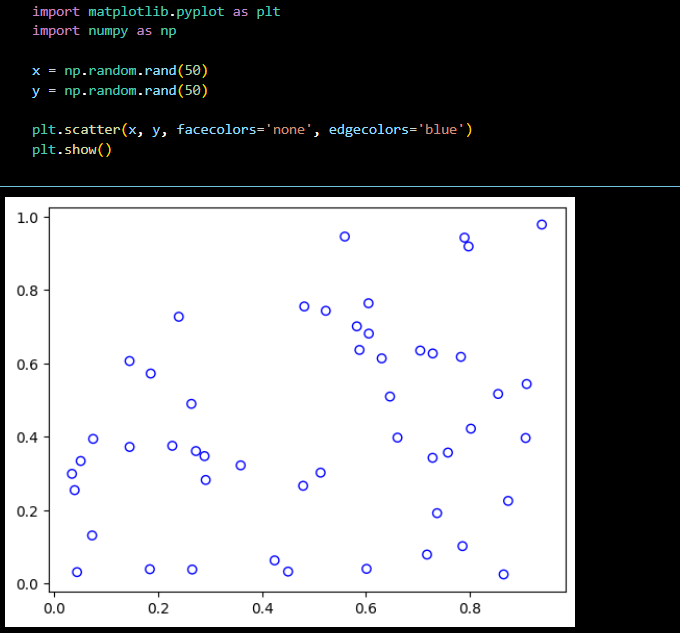 import matplotlib.pyplot as plt
import numpy as np
x = np.random.rand(50)
y = np.random.rand(50)
plt.scatter(x, y, facecolors='none', edgecolors='blue')
plt.show()
1.0
0.8
0.6
0.4
0.2
0.0
0.0 0.2 0.4 0.6 0.8